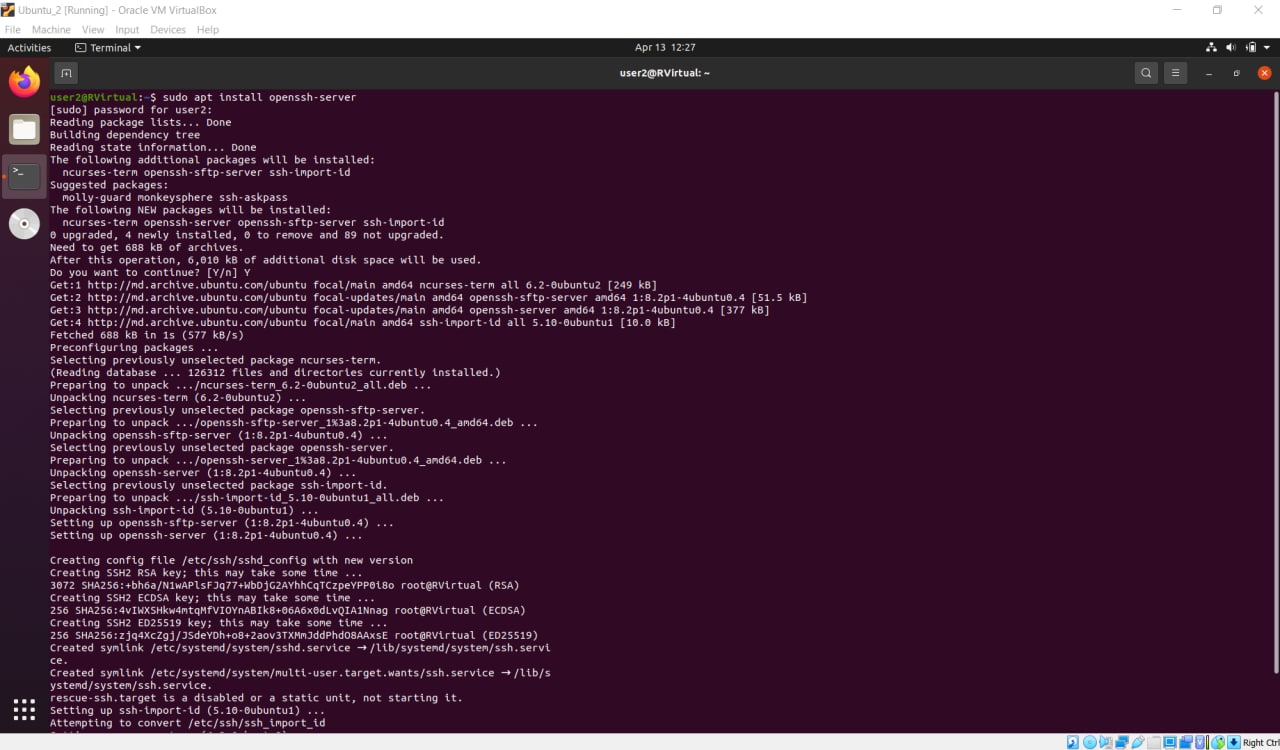 Ubuntu_2 [Running] - Oracle VM VirtualBox
File Machine View Input Devices Help
Activities Terminal Apr 13 12:27
user2@RVirtual: ~
user2@RVirtual:~$ sudo apt install openssh-server
[sudo] password for user2:
Reading package lists... Done
Building dependency tree
Reading state information... Done
The following additional packages will be installed:
  ncurses-term openssh-sftp-server ssh-import-id
Suggested packages:
  molly-guard monkeysphere ssh-askpass
The following NEW packages will be installed:
  ncurses-term openssh-server openssh-sftp-server ssh-import-id
0 upgraded, 4 newly installed, 0 to remove and 89 not upgraded.
Need to get 688 kB of archives.
After this operation, 6,010 kB of additional disk space will be used.
Do you want to continue? [Y/n] Y
Get:1 http://md.archive.ubuntu.com/ubuntu focal/main amd64 ncurses-term all 6.2-0ubuntu2 [249 kB]
Get:2 http://md.archive.ubuntu.com/ubuntu focal-updates/main amd64 openssh-sftp-server amd64 1:8.2p1-4ubuntu0.4 [51.5 kB]
Get:3 http://md.archive.ubuntu.com/ubuntu focal-updates/main amd64 openssh-server amd64 1:8.2p1-4ubuntu0.4 [377 kB]
Get:4 http://md.archive.ubuntu.com/ubuntu focal/main amd64 ssh-import-id all 5.10-0ubuntu1 [10.0 kB]
Fetched 688 kB in 1s (577 kB/s)
Preconfiguring packages ...
Selecting previously unselected package ncurses-term.
(Reading database ... 126312 files and directories currently installed.)
Preparing to unpack .../ncurses-term_6.2-0ubuntu2_all.deb ...
Unpacking ncurses-term (6.2-0ubuntu2) ...
Selecting previously unselected package openssh-sftp-server.
Preparing to unpack .../openssh-sftp-server_1%3a8.2p1-4ubuntu0.4_amd64.deb ...
Unpacking openssh-sftp-server (1:8.2p1-4ubuntu0.4) ...
Selecting previously unselected package openssh-server.
Preparing to unpack .../openssh-server_1%3a8.2p1-4ubuntu0.4_amd64.deb ...
Unpacking openssh-server (1:8.2p1-4ubuntu0.4) ...
Selecting previously unselected package ssh-import-id.
Preparing to unpack .../ssh-import-id_5.10-0ubuntu1_all.deb ...
Unpacking ssh-import-id (5.10-0ubuntu1) ...
Setting up openssh-sftp-server (1:8.2p1-4ubuntu0.4) ...
Setting up openssh-server (1:8.2p1-4ubuntu0.4) ...
Creating config file /etc/ssh/sshd_config with new version
Creating SSH2 RSA key; this may take some time ...
3072 SHA256:+bh6a/N1wAPlsFJq77+WbDjG2AYhhCqTCzpeYPP0i8o root@RVirtual (RSA)
Creating SSH2 ECDSA key; this may take some time ...
256 SHA256:4vIWXSHkw4mtqMfVIOYnABIk8+06A6x0dLvQIA1Nnag root@RVirtual (ECDSA)
Creating SSH2 ED25519 key; this may take some time ...
256 SHA256:zjq4XcZgj/JSdeYDh+o8+2aov3TXMmJddPhdO8AAxsE root@RVirtual (ED25519)
Created symlink /etc/systemd/system/sshd.service → /lib/systemd/system/ssh.servi
ce.
Created symlink /etc/systemd/system/multi-user.target.wants/ssh.service → /lib/s
ystemd/system/ssh.service.
rescue-ssh.target is a disabled or a static unit, not starting it.
Setting up ssh-import-id (5.10-0ubuntu1) ...
Attempting to convert /etc/ssh/ssh_import_id
Right Ctrl